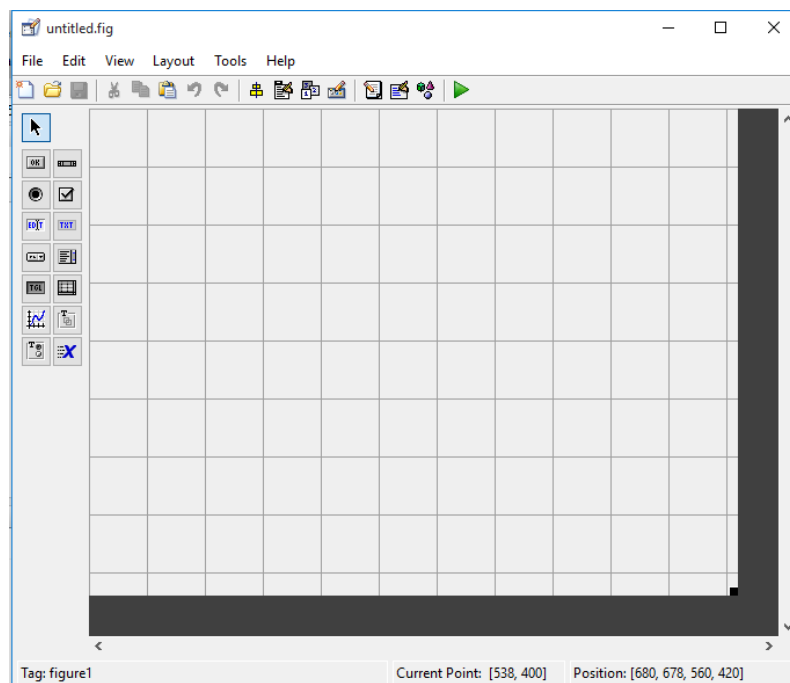 untitled.fig
File Edit View Layout Tools Help
OK
EDIT TXT
TGL
T
T
X
Tag: figure1 Current Point: [538, 400] Position: [680, 678, 560, 420]